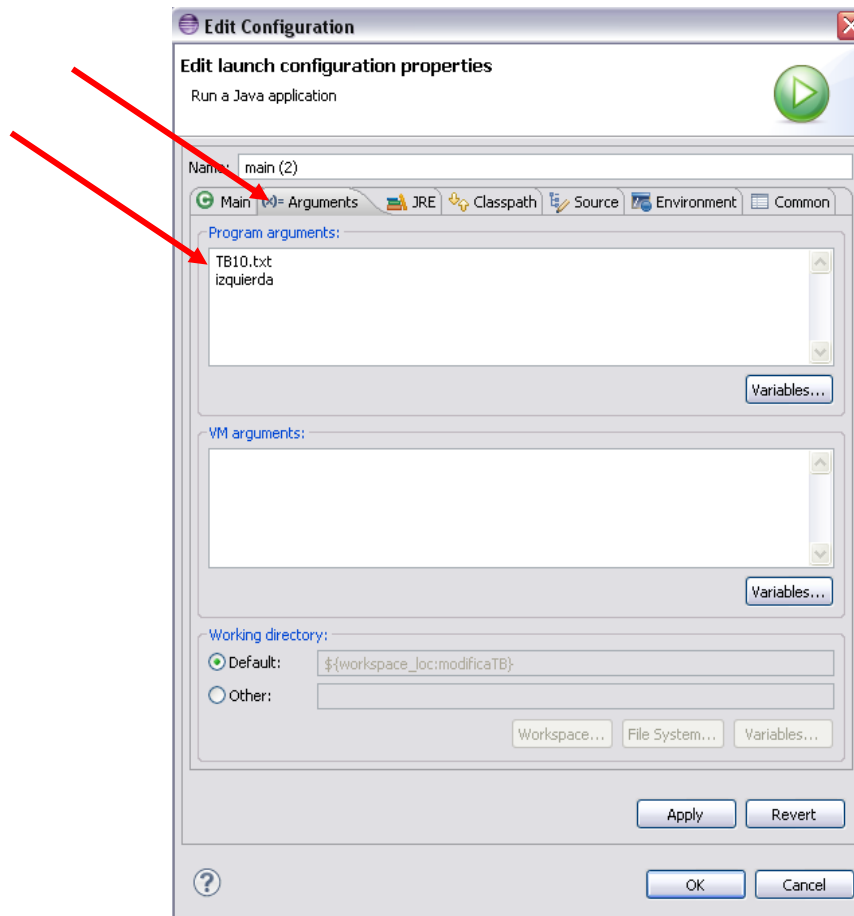 Edit Configuration
Edit launch configuration properties
Run a Java application
Name: main (2)
Main (x)= Arguments JRE Classpath Source Environment Common
Program arguments:
TB10.txt
izquierda
Variables...
VM arguments:
Variables...
Working directory:
Default: ${workspace_loc:modificaTB}
Other:
Workspace... File System... Variables...
Apply Revert
? OK Cancel